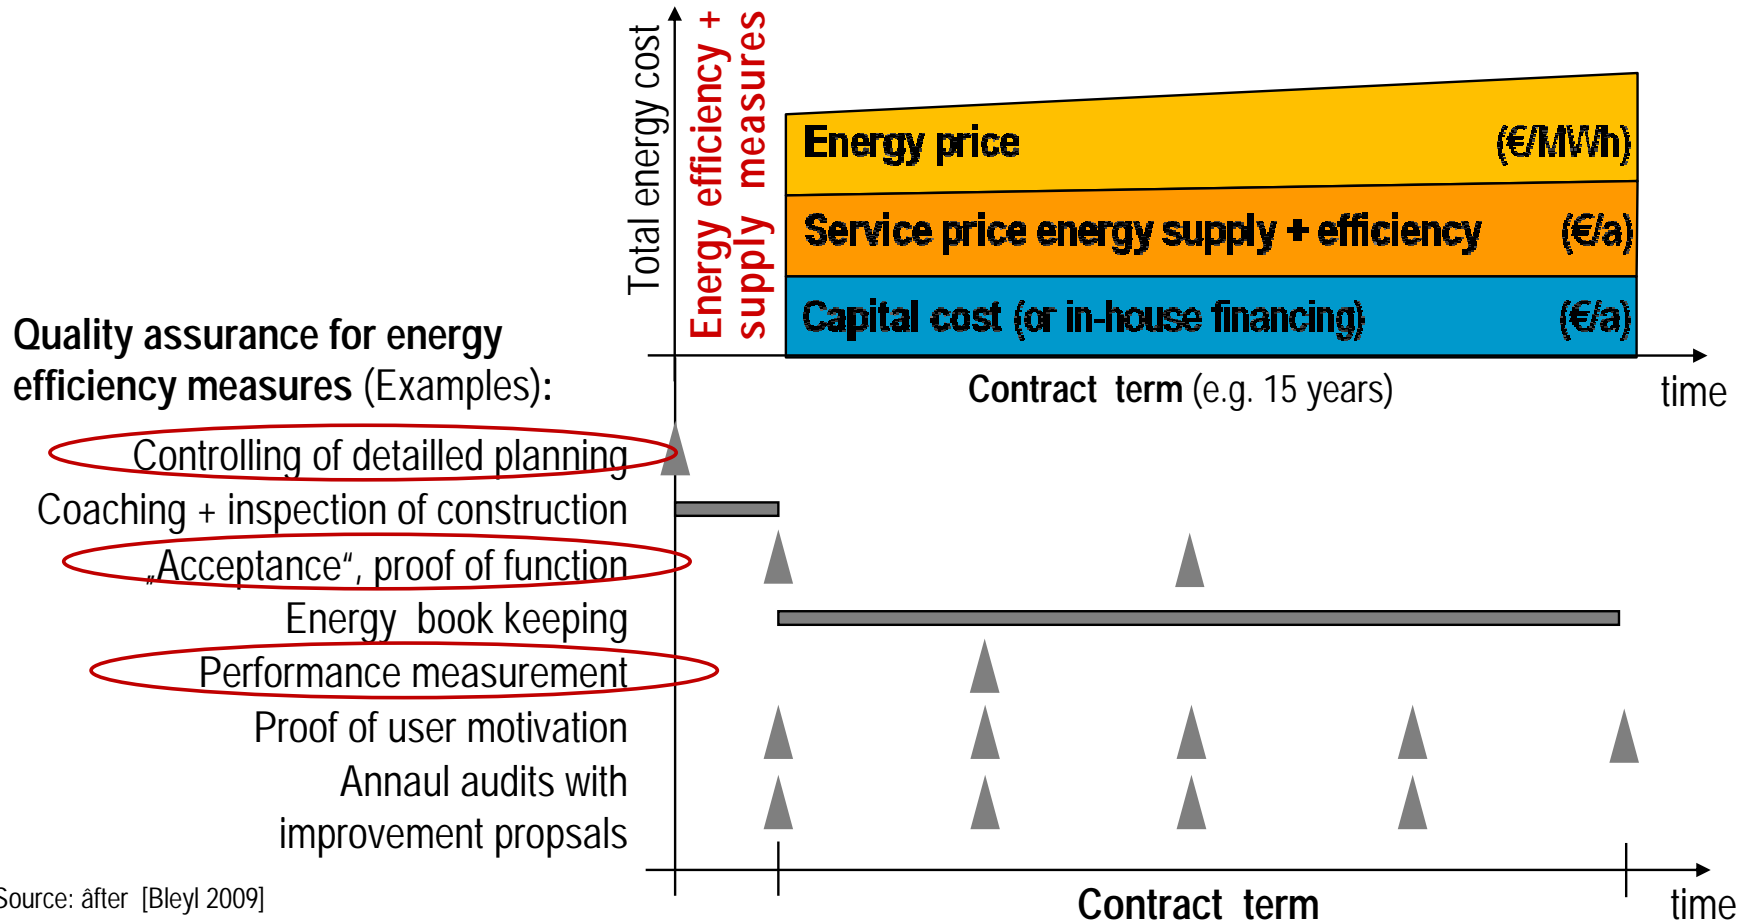 Total energy cost
Energy efficiency +
supply measures
Energy price (€/MWh)
Service price energy supply + efficiency (€/a)
Capital cost (or in-house financing) (€/a)
Contract term (e.g. 15 years)
time
Quality assurance for energy
efficiency measures (Examples):
Controlling of detailled planning
Coaching + inspection of construction
„Acceptance“, proof of function
Energy book keeping
Performance measurement
Proof of user motivation
Annaul audits with
improvement propsals
Contract term
time
Source: âfter [Bleyl 2009]